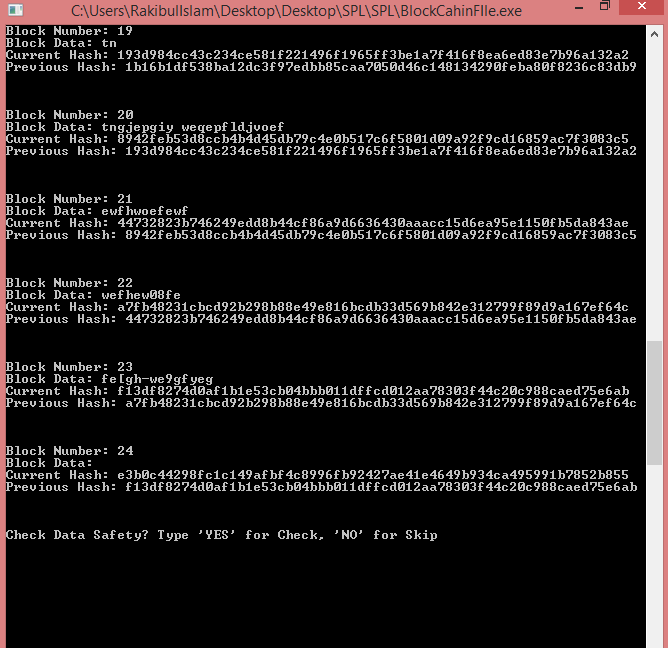 C:\Users\RakibulIslam\Desktop\Desktop\SPL\SPL\BlockCahinFIle.exe
Block Number: 19
Block Data: tn
Current Hash: 193d984cc43c234ce581f221496f1965ff3be1a7f416f8ea6ed83e7b96a132a2
Previous Hash: 1b16b1df538ba12dc3f97edbb85caa7050d46c148134290feba80f8236c83db9
Block Number: 20
Block Data: tngjepgiy weqepfldjvoef
Current Hash: 8942feb53d8ccb4b4d45db79c4e0b517c6f5801d09a92f9cd16859ac7f3083c5
Previous Hash: 193d984cc43c234ce581f221496f1965ff3be1a7f416f8ea6ed83e7b96a132a2
Block Number: 21
Block Data: ewfhwoefewf
Current Hash: 44732823b746249edd8b44cf86a9d6636430aaacc15d6ea95e1150fb5da843ae
Previous Hash: 8942feb53d8ccb4b4d45db79c4e0b517c6f5801d09a92f9cd16859ac7f3083c5
Block Number: 22
Block Data: wefhew08fe
Current Hash: a7fb48231cbcd92b298b88e49e816bcdb33d569b842e312799f89d9a167ef64c
Previous Hash: 44732823b746249edd8b44cf86a9d6636430aaacc15d6ea95e1150fb5da843ae
Block Number: 23
Block Data: fe[gh-we9gfyeg
Current Hash: f13df8274d0af1b1e53cb04bbb011dffcd012aa78303f44c20c988caed75e6ab
Previous Hash: a7fb48231cbcd92b298b88e49e816bcdb33d569b842e312799f89d9a167ef64c
Block Number: 24
Block Data:
Current Hash: e3b0c44298fc1c149afbf4c8996fb92427ae41e4649b934ca495991b7852b855
Previous Hash: f13df8274d0af1b1e53cb04bbb011dffcd012aa78303f44c20c988caed75e6ab
Check Data Safety? Type 'YES' for Check, 'NO' for Skip